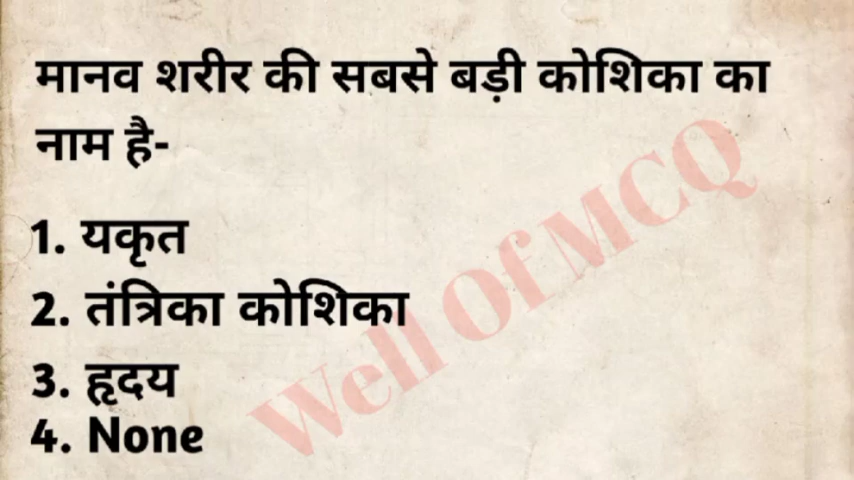 मानव शरीर की सबसे बड़ी कोशिका का
नाम है-
1. यकृत
2. तंत्रिका कोशिका
3. हृदय
4. None
Well Of MCQ